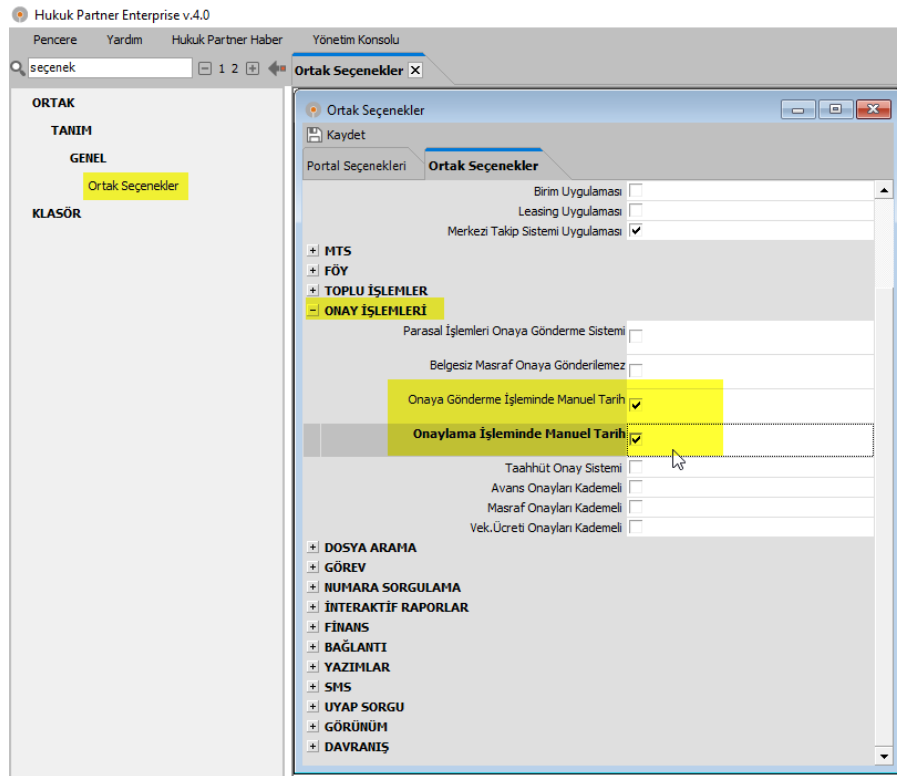 Hukuk Partner Enterprise v.4.0
Pencere Yardım Hukuk Partner Haber Yönetim Konsolu
seçenek 1 2 Ortak Seçenekler
ORTAK
TANIM
GENEL
Ortak Seçenekler
KLASÖR
Ortak Seçenekler
Kaydet
Portal Seçenekleri Ortak Seçenekler
Birim Uygulaması
Leasing Uygulaması
Merkezi Takip Sistemi Uygulaması
MTS
FÖY
TOPLU İŞLEMLER
ONAY İŞLEMLERİ
Parasal İşlemleri Onaya Gönderme Sistemi
Belgesiz Masraf Onaya Gönderilemez
Onaya Gönderme İşleminde Manuel Tarih
Onaylama İşleminde Manuel Tarih
Taahhüt Onay Sistemi
Avans Onayları Kademeli
Masraf Onayları Kademeli
Vek.Ücreti Onayları Kademeli
DOSYA ARAMA
GÖREV
NUMARA SORGULAMA
İNTERAKTİF RAPORLAR
FİNANS
BAĞLANTI
YAZIMLAR
SMS
UYAP SORGU
GÖRÜNÜM
DAVRANIŞ